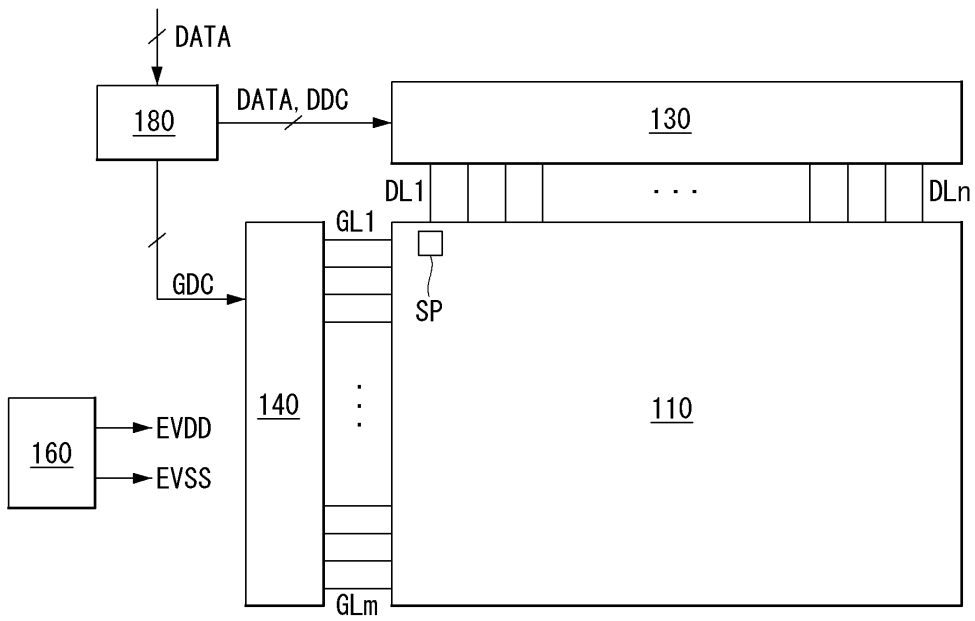 DATA
180
DATA, DDC
130
DL1
. . .
DLn
GL1
SP
GDC
140
110
160
EVDD
EVSS
GLm